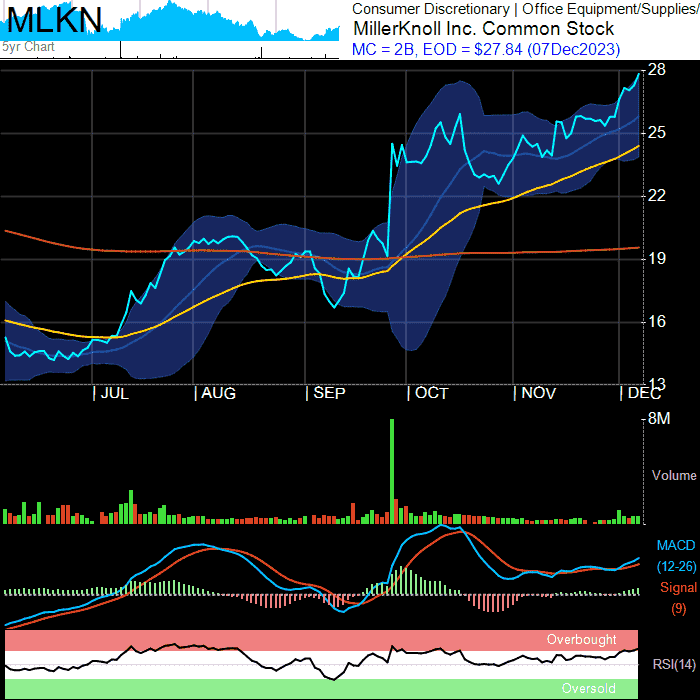 MLKN
5yr Chart
Consumer Discretionary | Office Equipment/Supplies/
MillerKnoll Inc. Common Stock
MC = 2B, EOD = $27.84 (07Dec2023)
28
25
22
19
16
13
| JUL | AUG | SEP | OCT | NOV | DEC
8M
Volume
MACD
(12-26)
Signal
(9)
Overbought
RSI(14)
Oversold